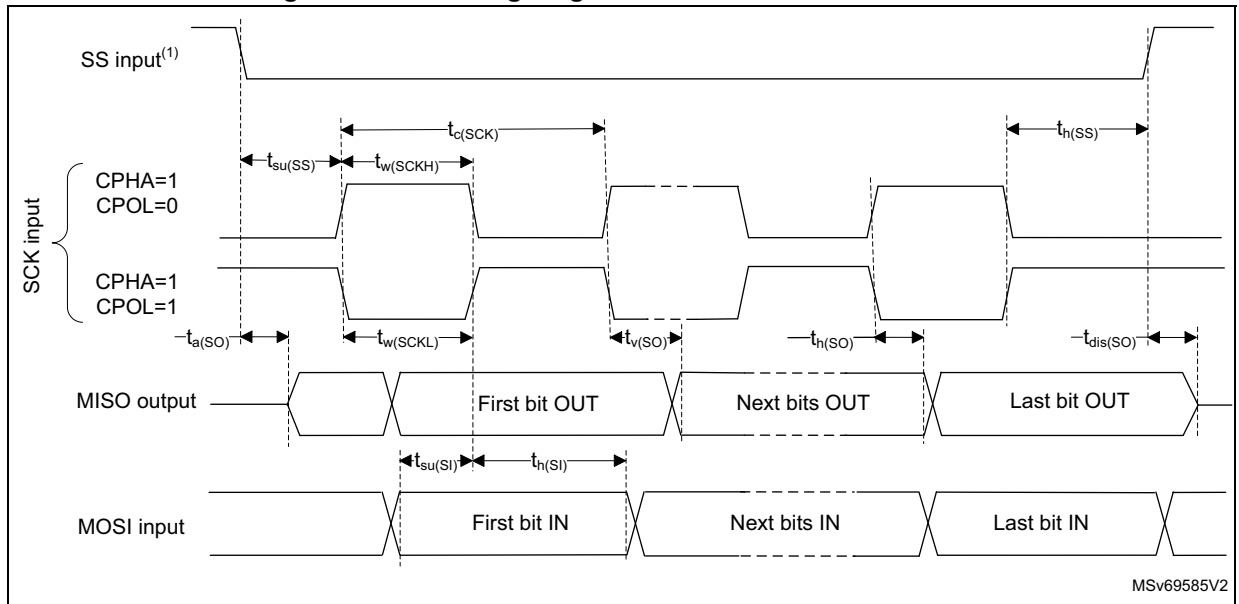 SS input(1)
tc(SCK)
th(SS)
tsu(SS)
tw(SCKH)
SCK input
CPHA=1
CPOL=0
CPHA=1
CPOL=1
ta(SO)
tw(SCKL)
tv(SO)
th(SO)
tdis(SO)
MISO output
First bit OUT
Next bits OUT
Last bit OUT
tsu(SI)
th(SI)
MOSI input
First bit IN
Next bits IN
Last bit IN
MSv69585V2